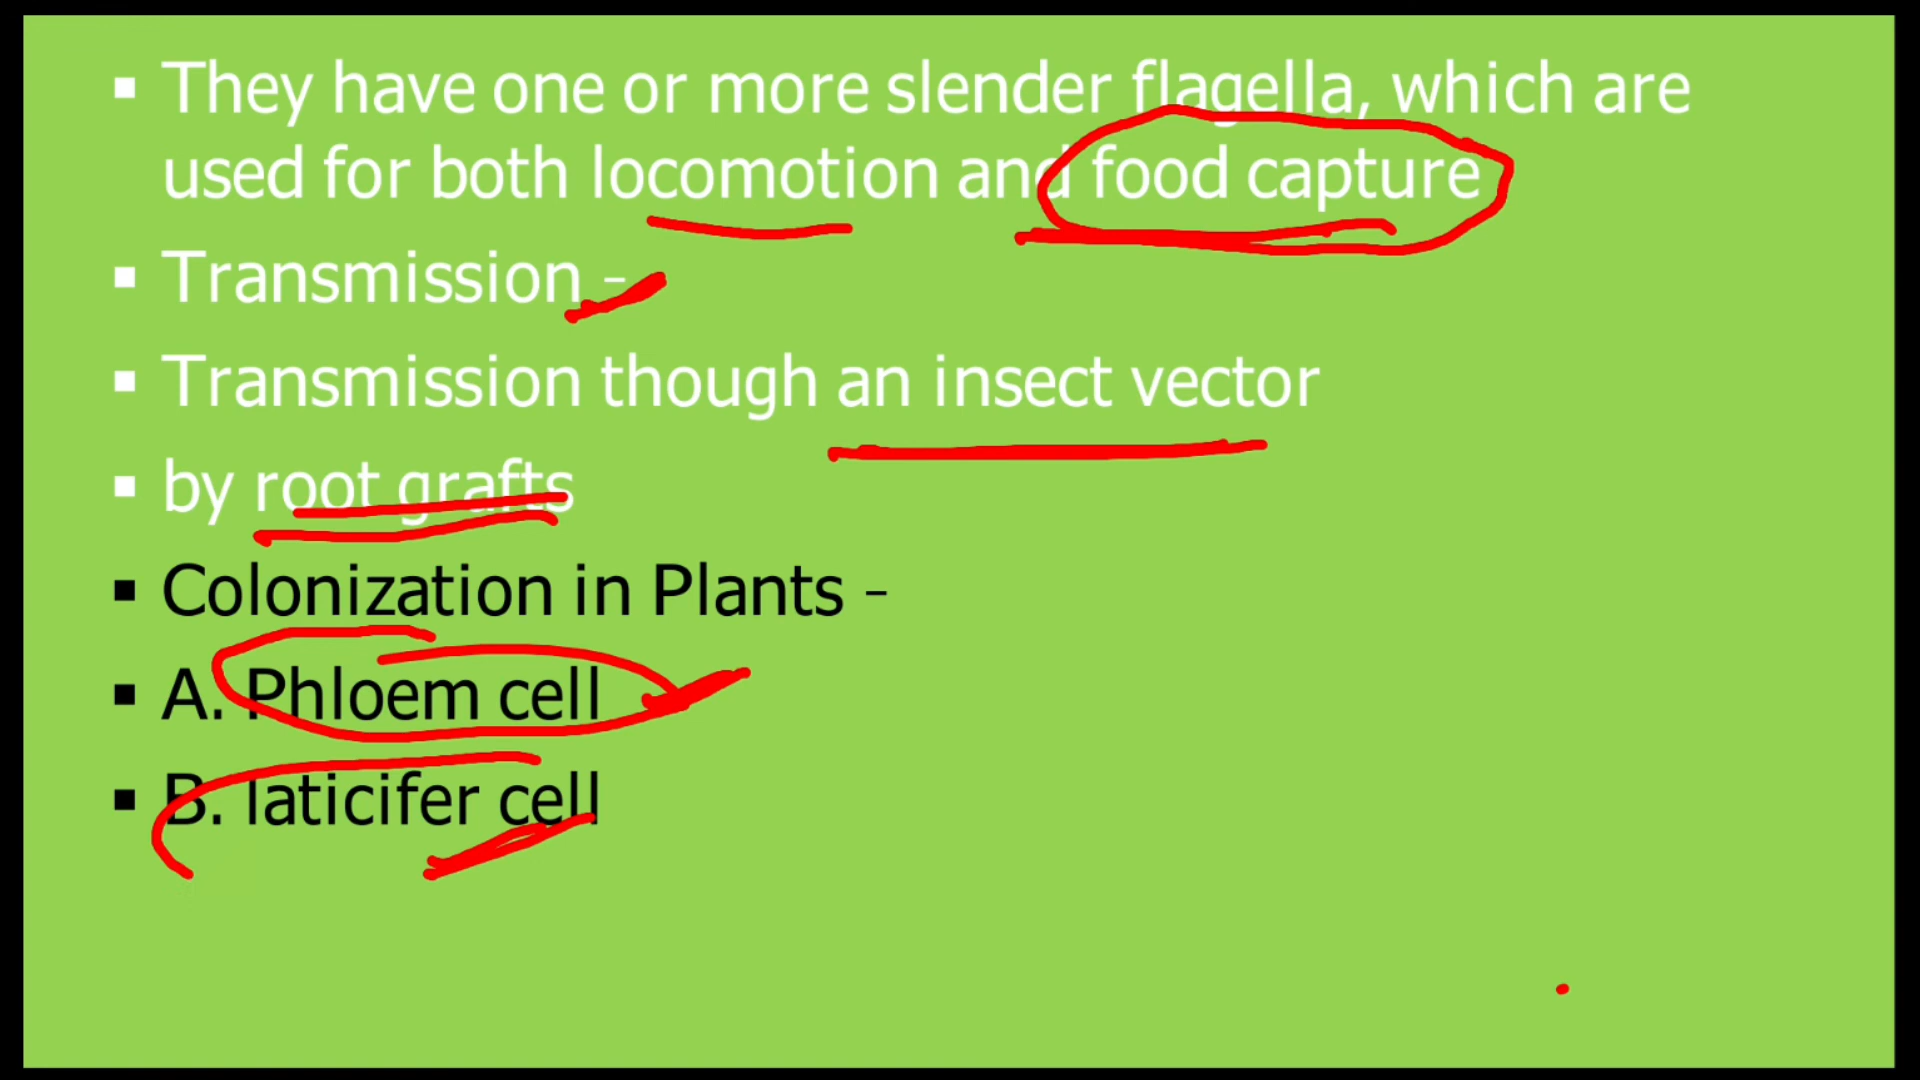 ▪ They have one or more slender flagella, which are
used for both locomotion and food capture
▪ Transmission -
▪ Transmission though an insect vector
▪ by root grafts
▪ Colonization in Plants -
▪ A. Phloem cell
▪ B. laticifer cell